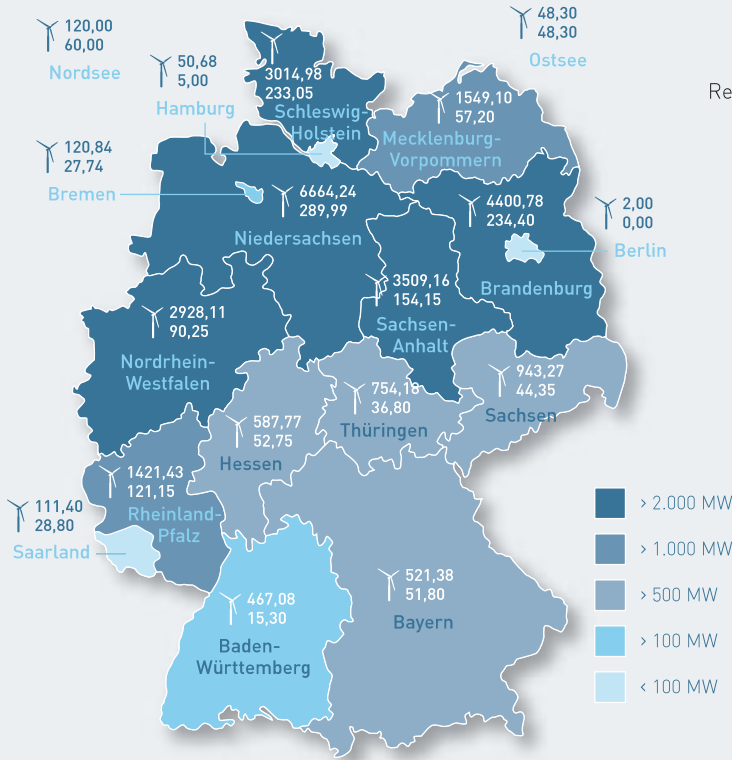 120,00
60,00
Nordsee
48,30
48,30
Ostsee
50,68
5,00
Hamburg
3014,98
233,05
Schleswig-
Holstein
1549,10
57,20
Mecklenburg-
Vorpommern
Re
120,84
27,74
Bremen
6664,24
289,99
Niedersachsen
4400,78
234,40
Brandenburg
2,00
0,00
Berlin
2928,11
90,25
Nordrhein-
Westfalen
3509,16
154,15
Sachsen-
Anhalt
943,27
44,35
Sachsen
754,18
36,80
Thüringen
587,77
52,75
Hessen
1421,43
121,15
Rheinland-
Pfalz
111,40
28,80
Saarland
467,08
15,30
Baden-
Württemberg
521,38
51,80
Bayern
> 2.000 MW
> 1.000 MW
> 500 MW
> 100 MW
< 100 MW